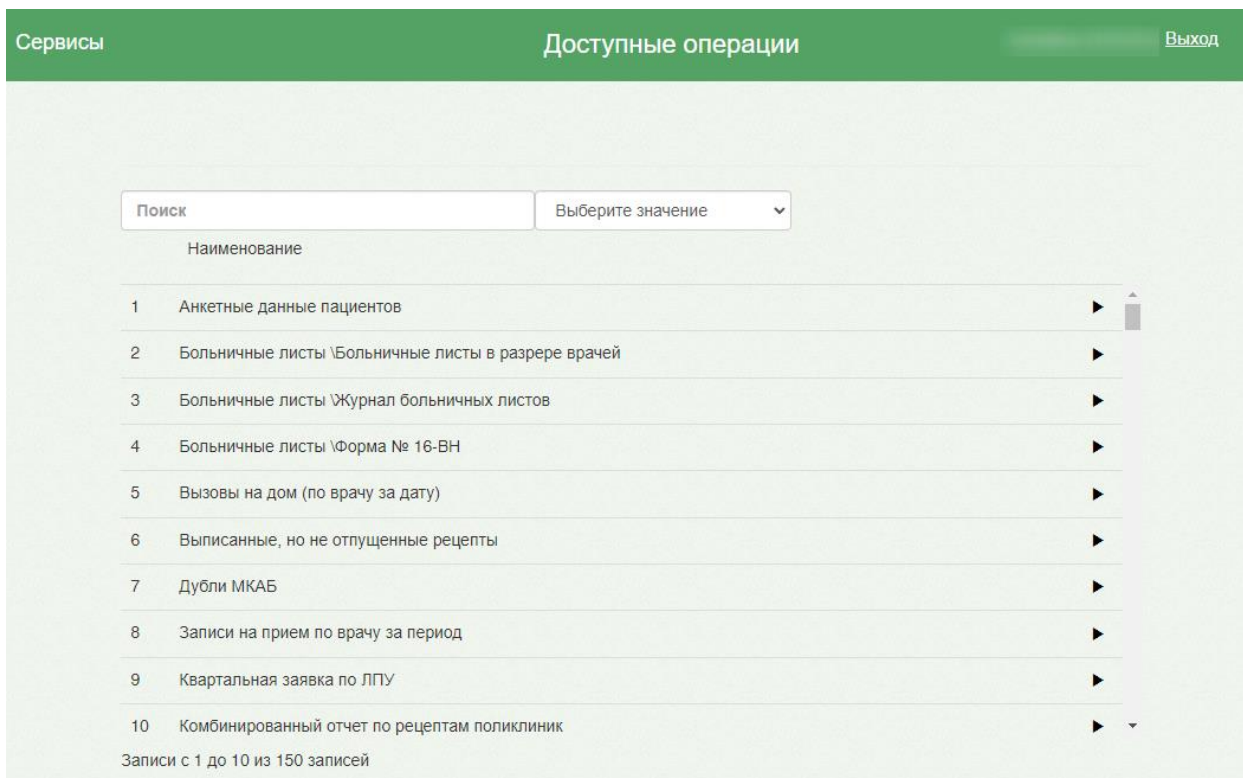 Сервисы Доступные операции Выход
Поиск Выберите значение
Наименование
1 Анкетные данные пациентов
2 Больничные листы \Больничные листы в разрере врачей
3 Больничные листы \Журнал больничных листов
4 Больничные листы \Форма № 16-ВН
5 Вызовы на дом (по врачу за дату)
6 Выписанные, но не отпущенные рецепты
7 Дубли МКАБ
8 Записи на прием по врачу за период
9 Квартальная заявка по ЛПУ
10 Комбинированный отчет по рецептам поликлиник
Записи с 1 до 10 из 150 записей